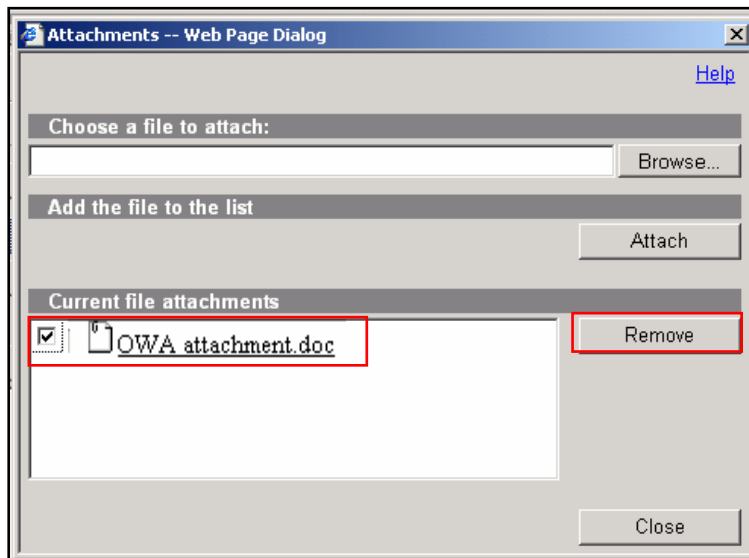 Attachments -- Web Page Dialog
Help
Choose a file to attach:
Browse...
Add the file to the list
Attach
Current file attachments
OWA attachment.doc
Remove
Close